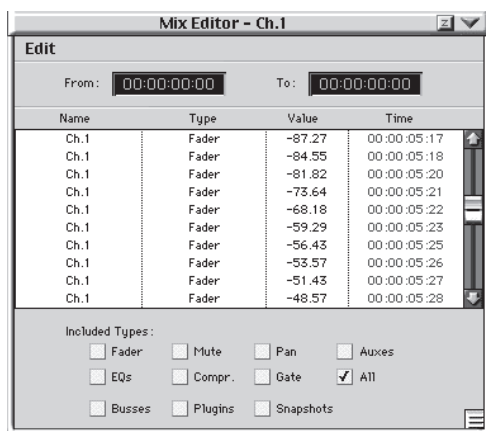 Mix Editor - Ch.1
Z
Edit
From: 00:00:00:00 To: 00:00:00:00
Name Type Value Time
Ch.1 Fader -87.27 00:00:05:17
Ch.1 Fader -84.55 00:00:05:18
Ch.1 Fader -81.82 00:00:05:20
Ch.1 Fader -73.64 00:00:05:21
Ch.1 Fader -68.18 00:00:05:22
Ch.1 Fader -59.29 00:00:05:23
Ch.1 Fader -56.43 00:00:05:25
Ch.1 Fader -53.57 00:00:05:26
Ch.1 Fader -51.43 00:00:05:27
Ch.1 Fader -48.57 00:00:05:28
Included Types:
Fader Mute Pan Auxes
EQs Compr. Gate All
Busses Plugins Snapshots